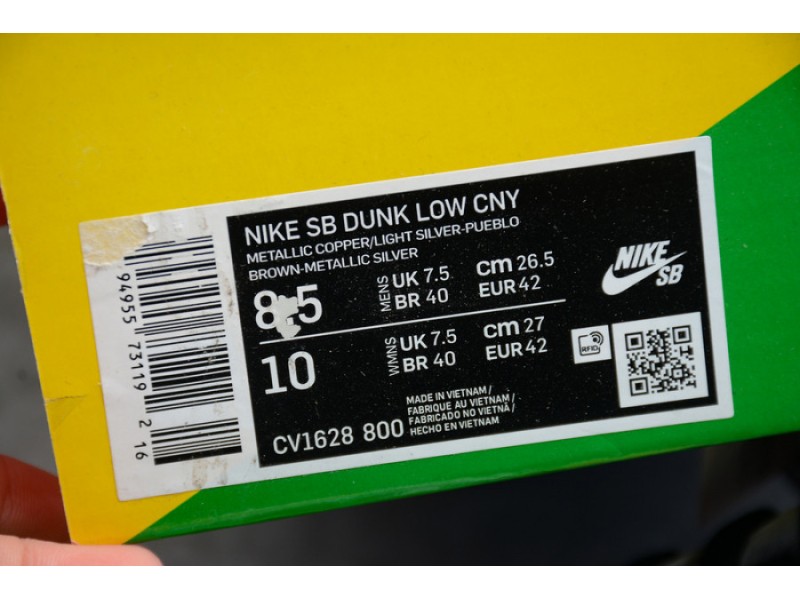 NIKE SB DUNK LOW CNY
METALLIC COPPER/LIGHT SILVER-PUEBLO
BROWN-METALLIC SILVER
8.5
MENS
UK 7.5
BR 40
cm 26.5
EUR 42
10
WMNS
UK 7.5
BR 40
cm 27
EUR 42
CV1628 800
MADE IN VIETNAM /
FABRIQUE AU VIETNAM /
FABRICADO NO VIETNÃ /
HECHO EN VIETNAM
NIKE
SB
RFID
94955 73119 2 16